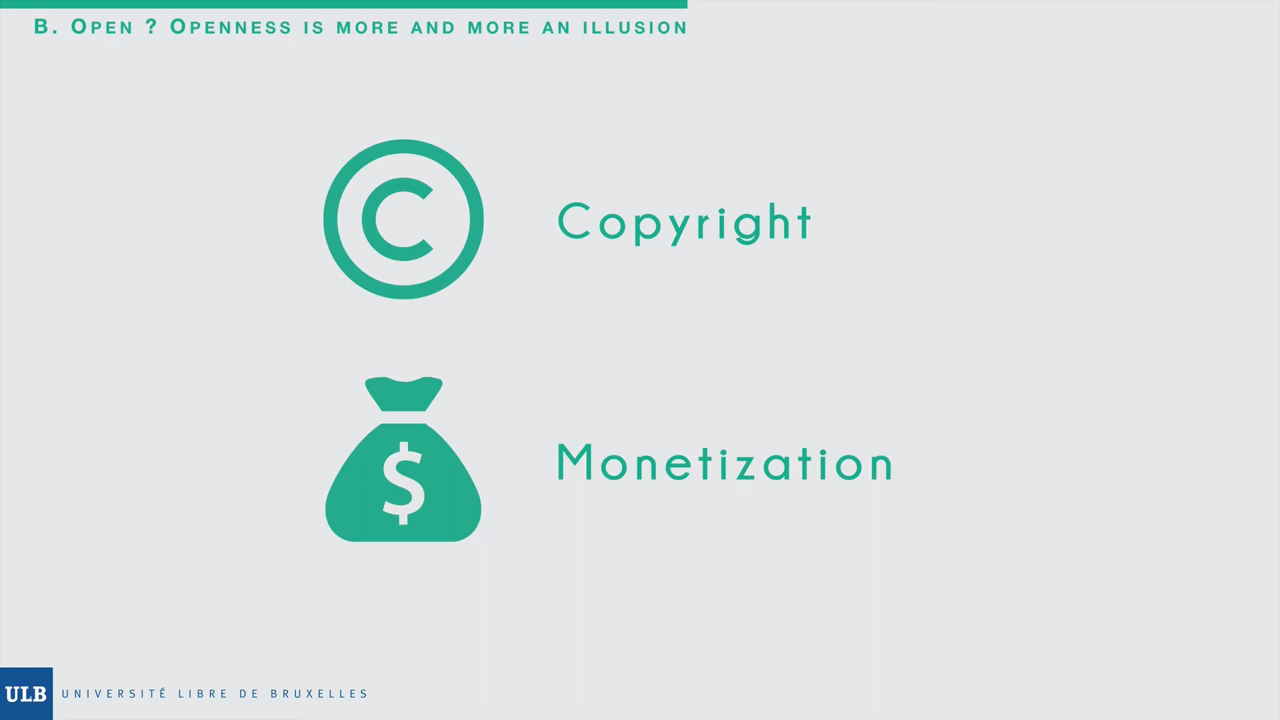 B. Open ? Openness is more and more an illusion
© Copyright
$ Monetization
ULB UNIVERSITÉ LIBRE DE BRUXELLES